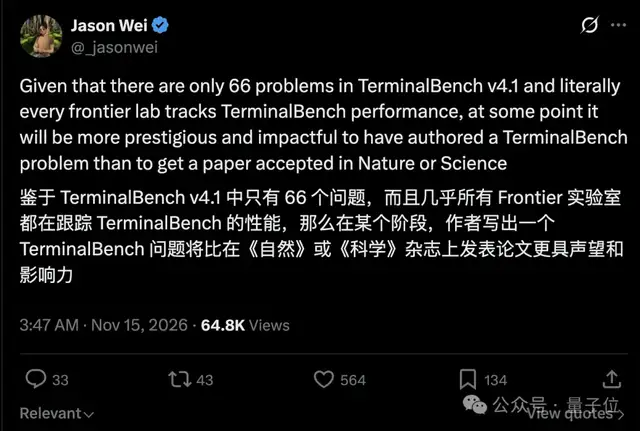 Jason Wei
@_jasonwei
Given that there are only 66 problems in TerminalBench v4.1 and literally
every frontier lab tracks TerminalBench performance, at some point it
will be more prestigious and impactful to have authored a TerminalBench
problem than to get a paper accepted in Nature or Science
鉴于 TerminalBench v4.1 中只有 66 个问题，而且几乎所有 Frontier 实验室
都在跟踪 TerminalBench 的性能，那么在某个阶段，作者写出一个
TerminalBench 问题将比在《自然》或《科学》杂志上发表论文更具声望和
影响力
3:47 AM · Nov 15, 2026 · 64.8K Views
33 43 564 134
Relevant
View quotes
公众号 · 量子位